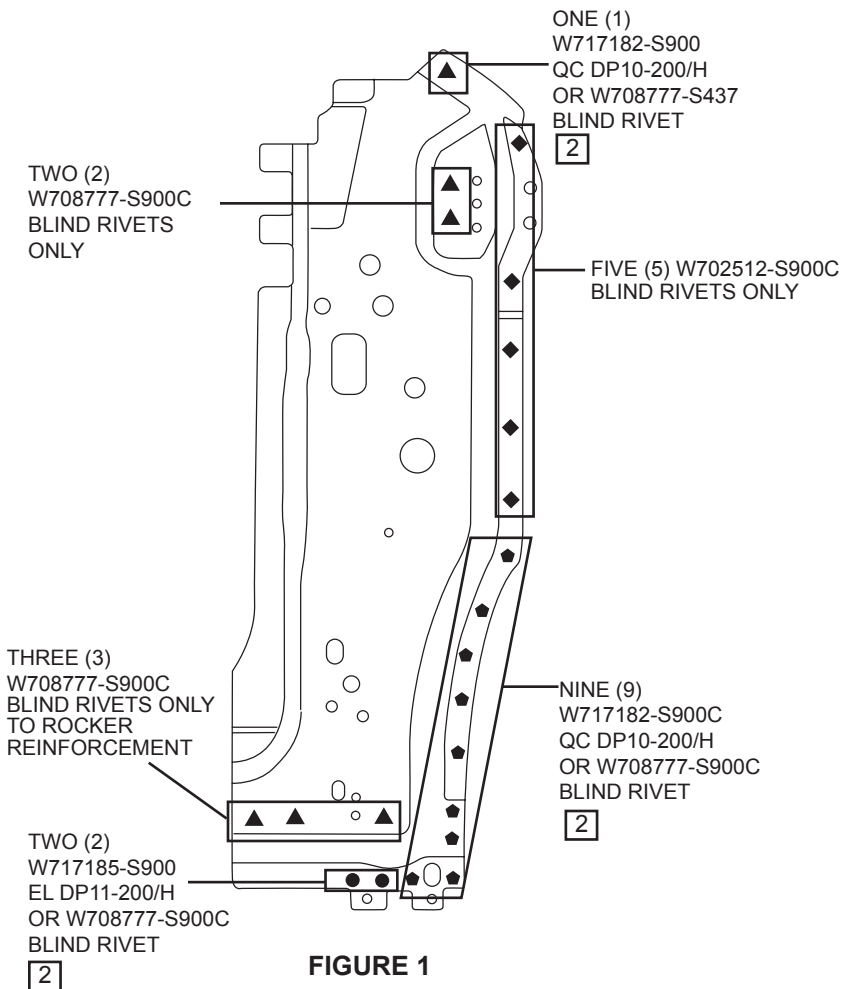 ONE (1)
W717182-S900
QC DP10-200/H
OR W708777-S437
BLIND RIVET
2
TWO (2)
W708777-S900C
BLIND RIVETS
ONLY
FIVE (5) W702512-S900C
BLIND RIVETS ONLY
THREE (3)
W708777-S900C
BLIND RIVETS ONLY
TO ROCKER
REINFORCEMENT
NINE (9)
W717182-S900C
QC DP10-200/H
OR W708777-S900C
BLIND RIVET
2
TWO (2)
W717185-S900
EL DP11-200/H
OR W708777-S900C
BLIND RIVET
2
FIGURE 1